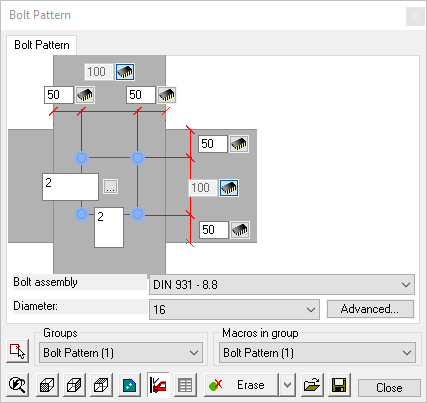 Bolt Pattern
Bolt Pattern
100
50
50
50
2
...
100
2
50
Bolt assembly
DIN 931 - 8.8
Diameter:
16
Advanced...
Groups
Macros in group
Bolt Pattern (1)
Bolt Pattern (1)
Erase
Close